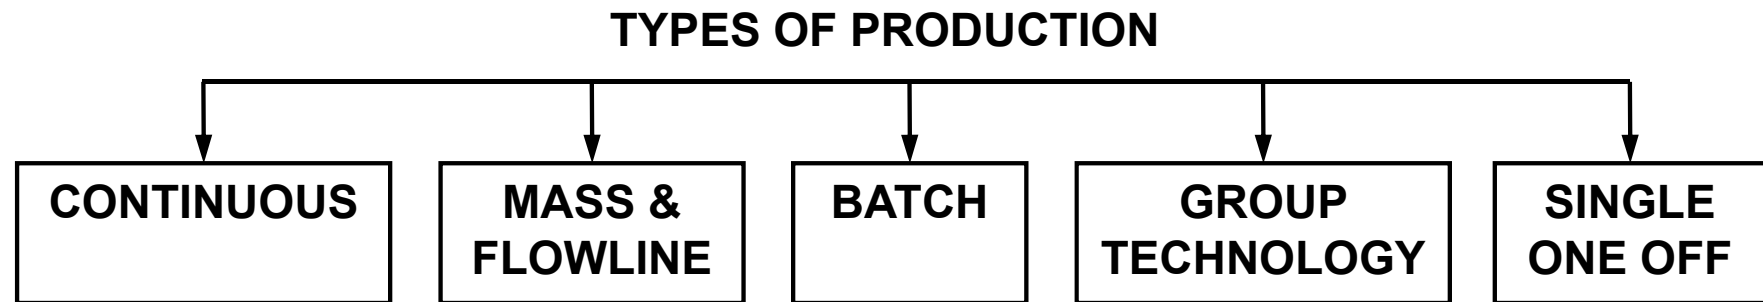 TYPES OF PRODUCTION
CONTINUOUS
MASS &
FLOWLINE
BATCH
GROUP
TECHNOLOGY
SINGLE
ONE OFF